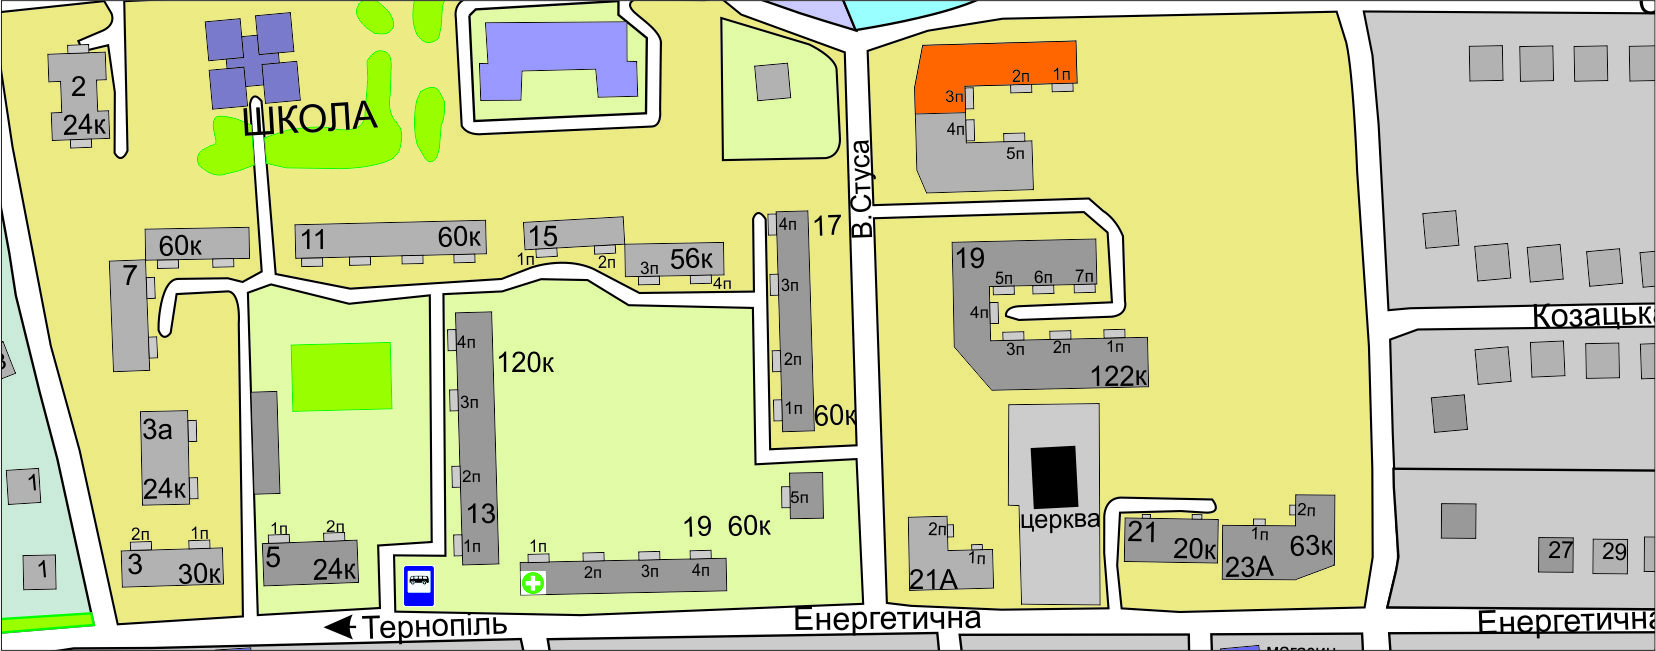 2
24к
ШКОЛА
2п
1п
3п
4п
5п
В.Стуса
60к
7
11
60к
15
1п
2п
3п
56к
4п
4п
17
3п
2п
1п
60к
19
5п
6п
7п
4п
3п
2п
1п
122к
Козацьк
4п
120к
3п
2п
13
1п
3а
24к
1
1
2п
1п
3
30к
1п
2п
5
24к
19 60к
5п
1п
2п
3п
4п
церква
2п
1п
21А
21
20к
1п
2п
63к
23А
27
29
Тернопіль
Енергетична
Енергетична
магазин